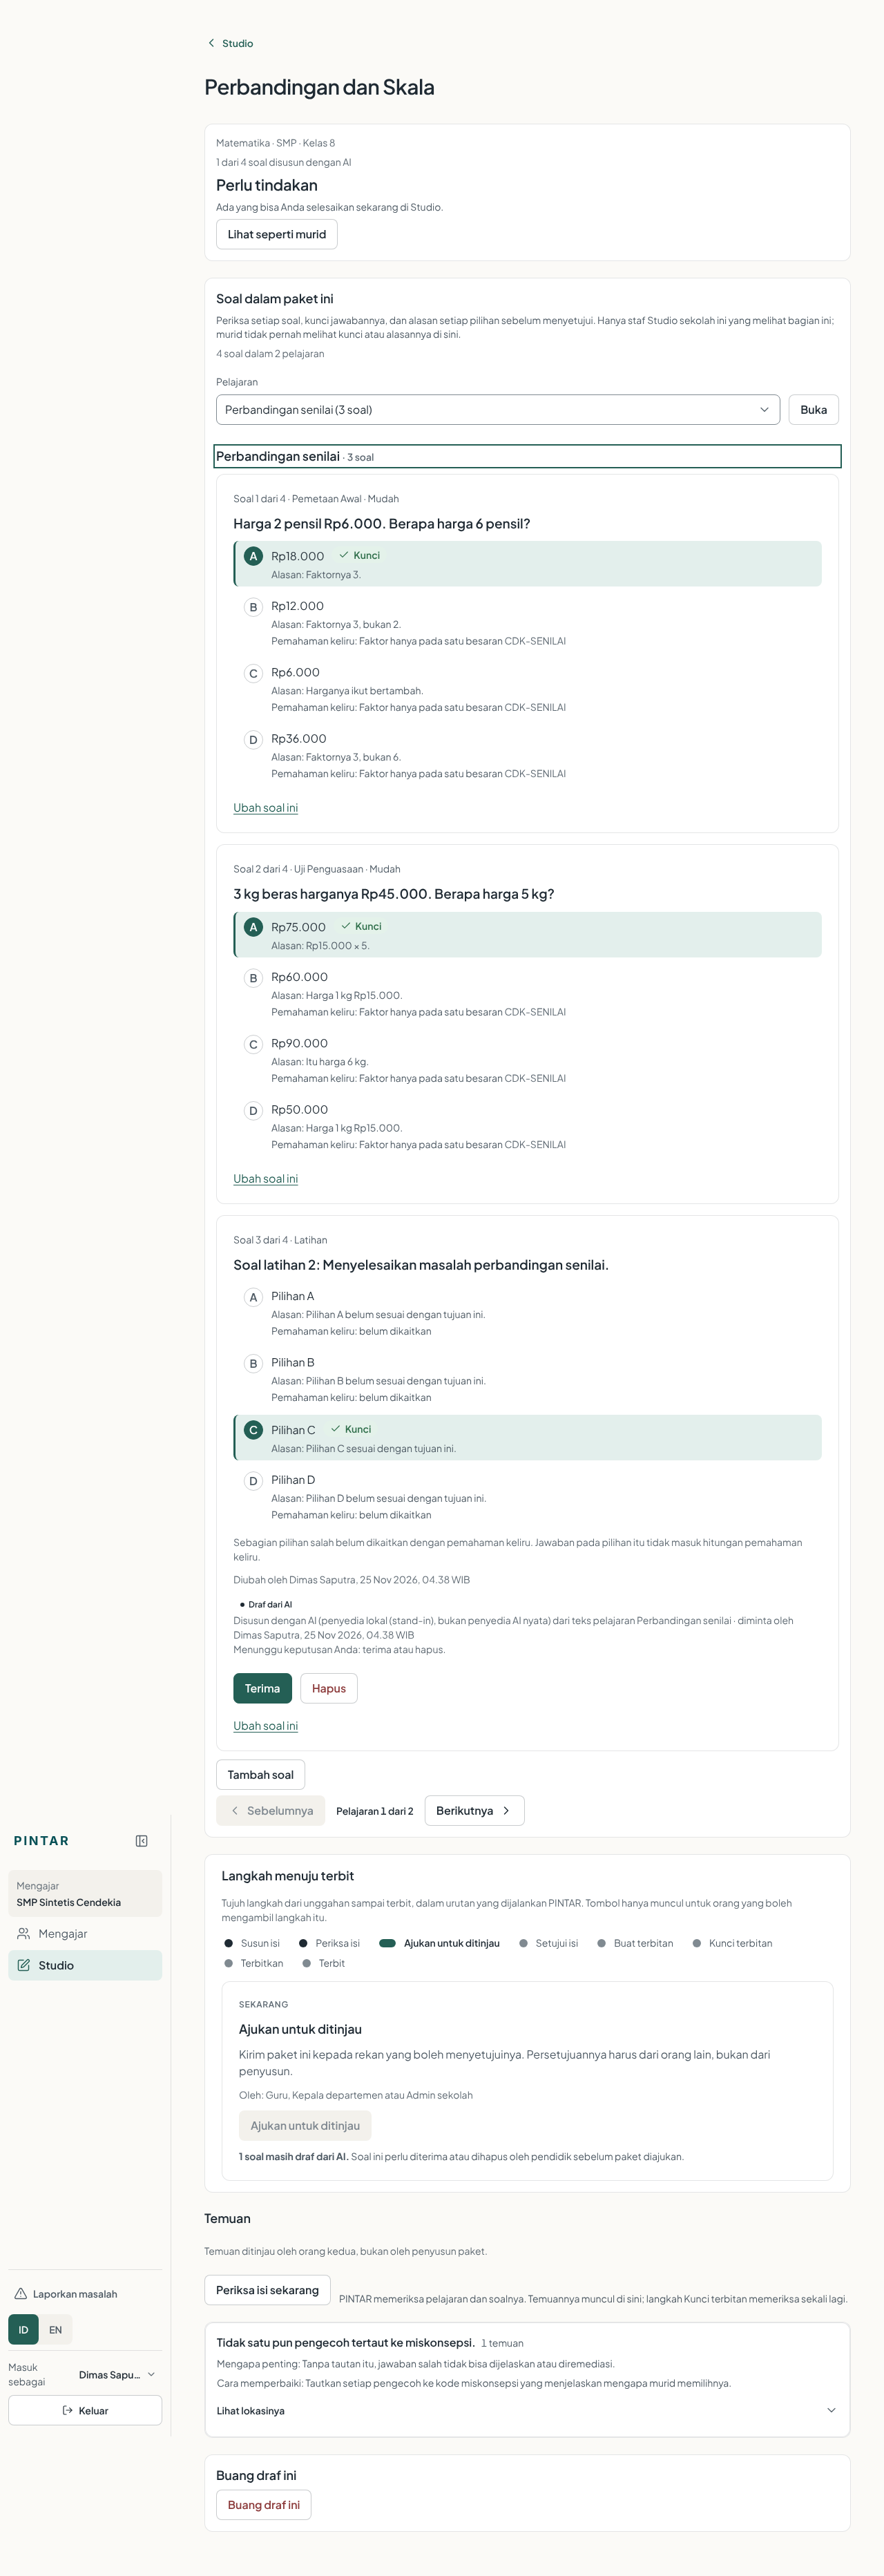 Studio
Perbandingan dan Skala
Matematika · SMP · Kelas 8
1 dari 4 soal disusun dengan AI
Perlu tindakan
Ada yang bisa Anda selesaikan sekarang di Studio.
Lihat seperti murid
Soal dalam paket ini
Periksa setiap soal, kunci jawabannya, dan alasan setiap pilihan sebelum menyetujui. Hanya staf Studio sekolah ini yang melihat bagian ini;
murid tidak pernah melihat kunci atau alasannya di sini.
4 soal dalam 2 pelajaran
Pelajaran
Perbandingan senilai (3 soal)
Buka
Perbandingan senilai · 3 soal
Soal 1 dari 4 · Pemetaan Awal · Mudah
Harga 2 pensil Rp6.000. Berapa harga 6 pensil?
A Rp18.000 Kunci
Alasan: Faktornya 3.
B Rp12.000
Alasan: Faktornya 3, bukan 2.
Pemahaman keliru: Faktor hanya pada satu besaran CDK-SENILAI
C Rp6.000
Alasan: Harganya ikut bertambah.
Pemahaman keliru: Faktor hanya pada satu besaran CDK-SENILAI
D Rp36.000
Alasan: Faktornya 3, bukan 6.
Pemahaman keliru: Faktor hanya pada satu besaran CDK-SENILAI
Ubah soal ini
Soal 2 dari 4 · Uji Penguasaan · Mudah
3 kg beras harganya Rp45.000. Berapa harga 5 kg?
A Rp75.000 Kunci
Alasan: Rp15.000 × 5.
B Rp60.000
Alasan: Harga 1 kg Rp15.000.
Pemahaman keliru: Faktor hanya pada satu besaran CDK-SENILAI
C Rp90.000
Alasan: Itu harga 6 kg.
Pemahaman keliru: Faktor hanya pada satu besaran CDK-SENILAI
D Rp50.000
Alasan: Harga 1 kg Rp15.000.
Pemahaman keliru: Faktor hanya pada satu besaran CDK-SENILAI
Ubah soal ini
Soal 3 dari 4 · Latihan
Soal latihan 2: Menyelesaikan masalah perbandingan senilai.
A Pilihan A
Alasan: Pilihan A belum sesuai dengan tujuan ini.
Pemahaman keliru: belum dikaitkan
B Pilihan B
Alasan: Pilihan B belum sesuai dengan tujuan ini.
Pemahaman keliru: belum dikaitkan
C Pilihan C Kunci
Alasan: Pilihan C sesuai dengan tujuan ini.
D Pilihan D
Alasan: Pilihan D belum sesuai dengan tujuan ini.
Pemahaman keliru: belum dikaitkan
Sebagian pilihan salah belum dikaitkan dengan pemahaman keliru. Jawaban pada pilihan itu tidak masuk hitungan pemahaman
keliru.
Diubah oleh Dimas Saputra, 25 Nov 2026, 04.38 WIB
Draf dari AI
Disusun dengan AI (penyedia lokal (stand-in), bukan penyedia AI nyata) dari teks pelajaran Perbandingan senilai · diminta oleh
Dimas Saputra, 25 Nov 2026, 04.38 WIB
Menunggu keputusan Anda: terima atau hapus.
Terima
Hapus
Ubah soal ini
Tambah soal
Sebelumnya
Pelajaran 1 dari 2
Berikutnya
PINTAR
Mengajar
SMP Sintetis Cendekia
Mengajar
Studio
Laporkan masalah
ID
EN
Masuk
sebagai
Dimas Sapu...
Keluar
Langkah menuju terbit
Tujuh langkah dari unggahan sampai terbit, dalam urutan yang dijalankan PINTAR. Tombol hanya muncul untuk orang yang boleh
mengambil langkah itu.
Susun isi
Periksa isi
Ajukan untuk ditinjau
Setujui isi
Buat terbitan
Kunci terbitan
Terbitkan
Terbit
SEKARANG
Ajukan untuk ditinjau
Kirim paket ini kepada rekan yang boleh menyetujuinya. Persetujuannya harus dari orang lain, bukan dari
penyusun.
Oleh: Guru, Kepala departemen atau Admin sekolah
Ajukan untuk ditinjau
1 soal masih draf dari AI. Soal ini perlu diterima atau dihapus oleh pendidik sebelum paket diajukan.
Temuan
Temuan ditinjau oleh orang kedua, bukan oleh penyusun paket.
Periksa isi sekarang
PINTAR memeriksa pelajaran dan soalnya. Temuannya muncul di sini; langkah Kunci terbitan memeriksa sekali lagi.
Tidak satu pun pengecoh tertaut ke miskonsepsi. 1 temuan
Mengapa penting: Tanpa tautan itu, jawaban salah tidak bisa dijelaskan atau diremediasi.
Cara memperbaiki: Tautkan setiap pengecoh ke kode miskonsepsi yang menjelaskan mengapa murid memilihnya.
Lihat lokasinya
Buang draf ini
Buang draf ini